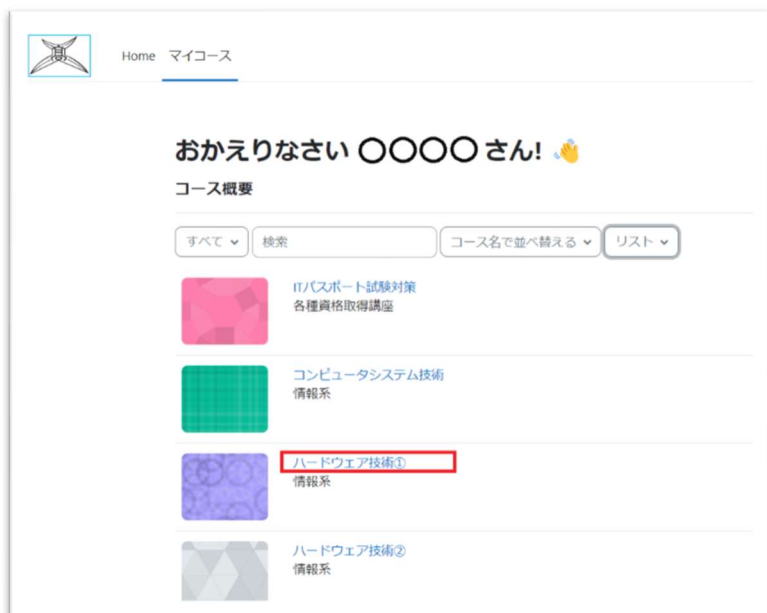 Home マイコース
おかえりなさい 〇〇〇〇 さん! 👋
コース概要
すべて 検索 コース名で並べ替える リスト
ITパスポート試験対策
各種資格取得講座
コンピュータシステム技術
情報系
ハードウェア技術①
情報系
ハードウェア技術②
情報系